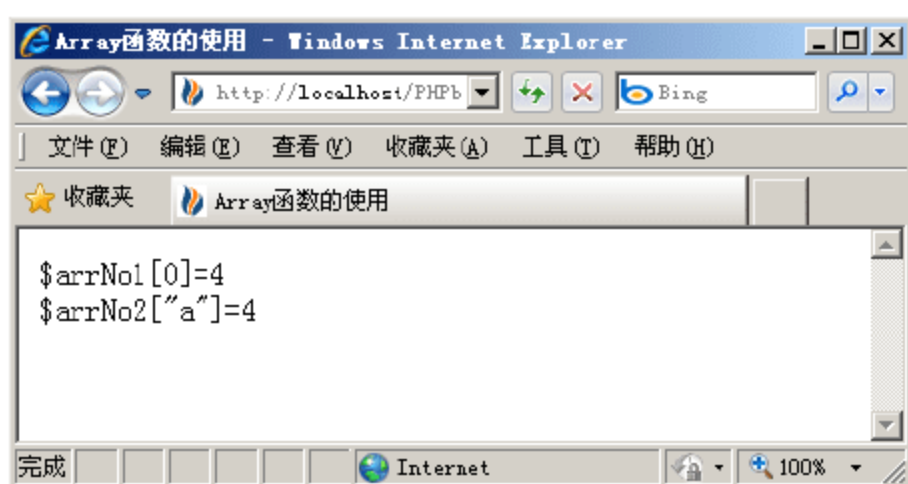 Array函数的使用 - Windows Internet Explorer
http://localhost/PHPb
Bing
文件(F) 编辑(E) 查看(V) 收藏夹(A) 工具(T) 帮助(H)
收藏夹 Array函数的使用
$arrNo1[0]=4
$arrNo2["a"]=4
完成 Internet 100%